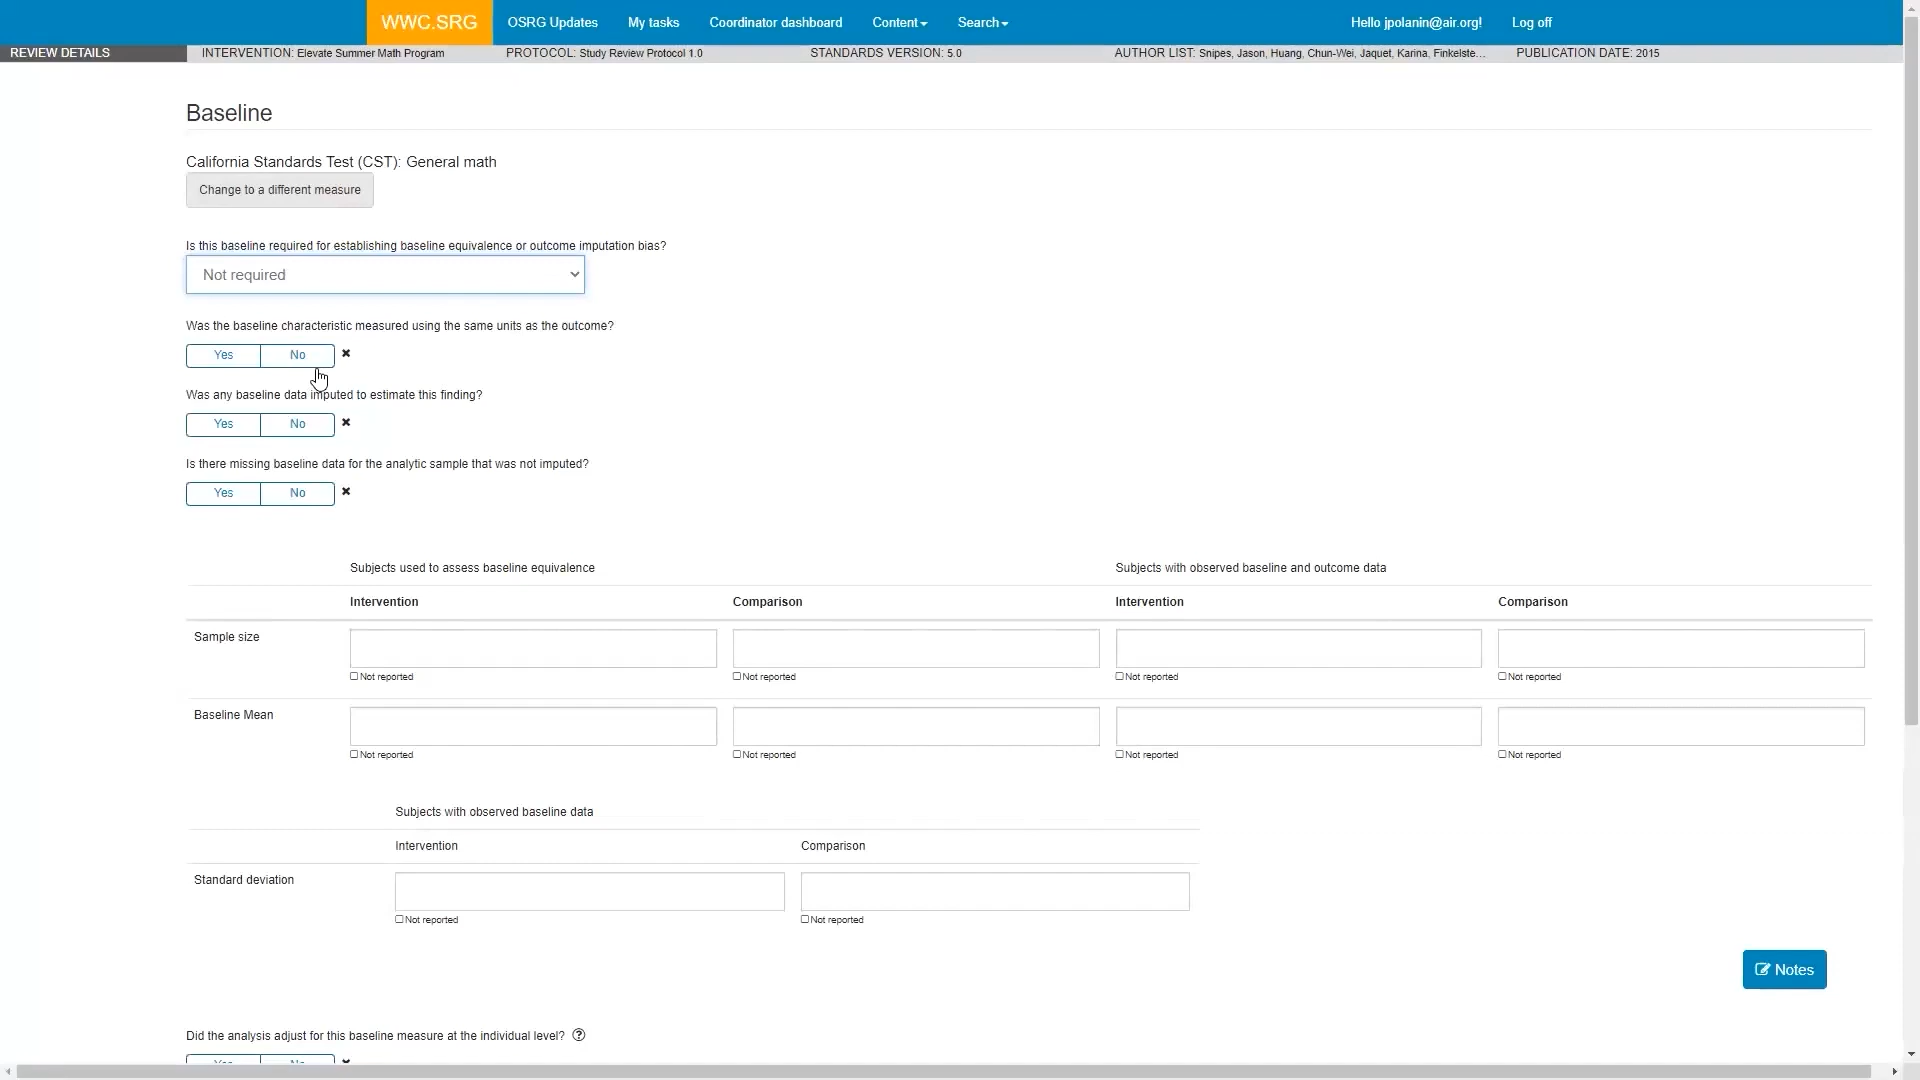 WWC.SRG OSRG Updates My tasks Coordinator dashboard Content Search Hello jpolanin@air.org! Log off
REVIEW DETAILS INTERVENTION: Elevate Summer Math Program PROTOCOL: Study Review Protocol 1.0 STANDARDS VERSION: 5.0 AUTHOR LIST: Snipes, Jason, Huang, Chun-Wei, Jaquet, Karina, Finkelste... PUBLICATION DATE: 2015
Baseline
California Standards Test (CST): General math
Change to a different measure
Is this baseline required for establishing baseline equivalence or outcome imputation bias?
Not required
Was the baseline characteristic measured using the same units as the outcome?
Yes No
Was any baseline data imputed to estimate this finding?
Yes No
Is there missing baseline data for the analytic sample that was not imputed?
Yes No
Subjects used to assess baseline equivalence Subjects with observed baseline and outcome data
Intervention Comparison Intervention Comparison
Sample size
Not reported Not reported Not reported Not reported
Baseline Mean
Not reported Not reported Not reported Not reported
Subjects with observed baseline data
Intervention Comparison
Standard deviation
Not reported Not reported
Notes
Did the analysis adjust for this baseline measure at the individual level?
Yes No